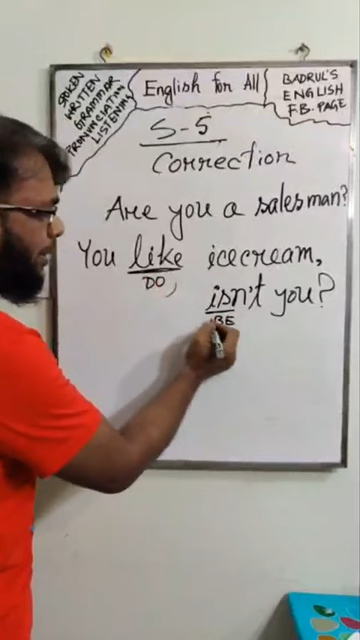 SPOKEN
WRITTEN
GRAMMAR
PRONUNCIATION
LISTENING
English for All
BADRUL'S
ENGLISH
F.B. PAGE
S-5
Correction
Are you a salesman?
You like icecream,
DO
isn't you?
BE